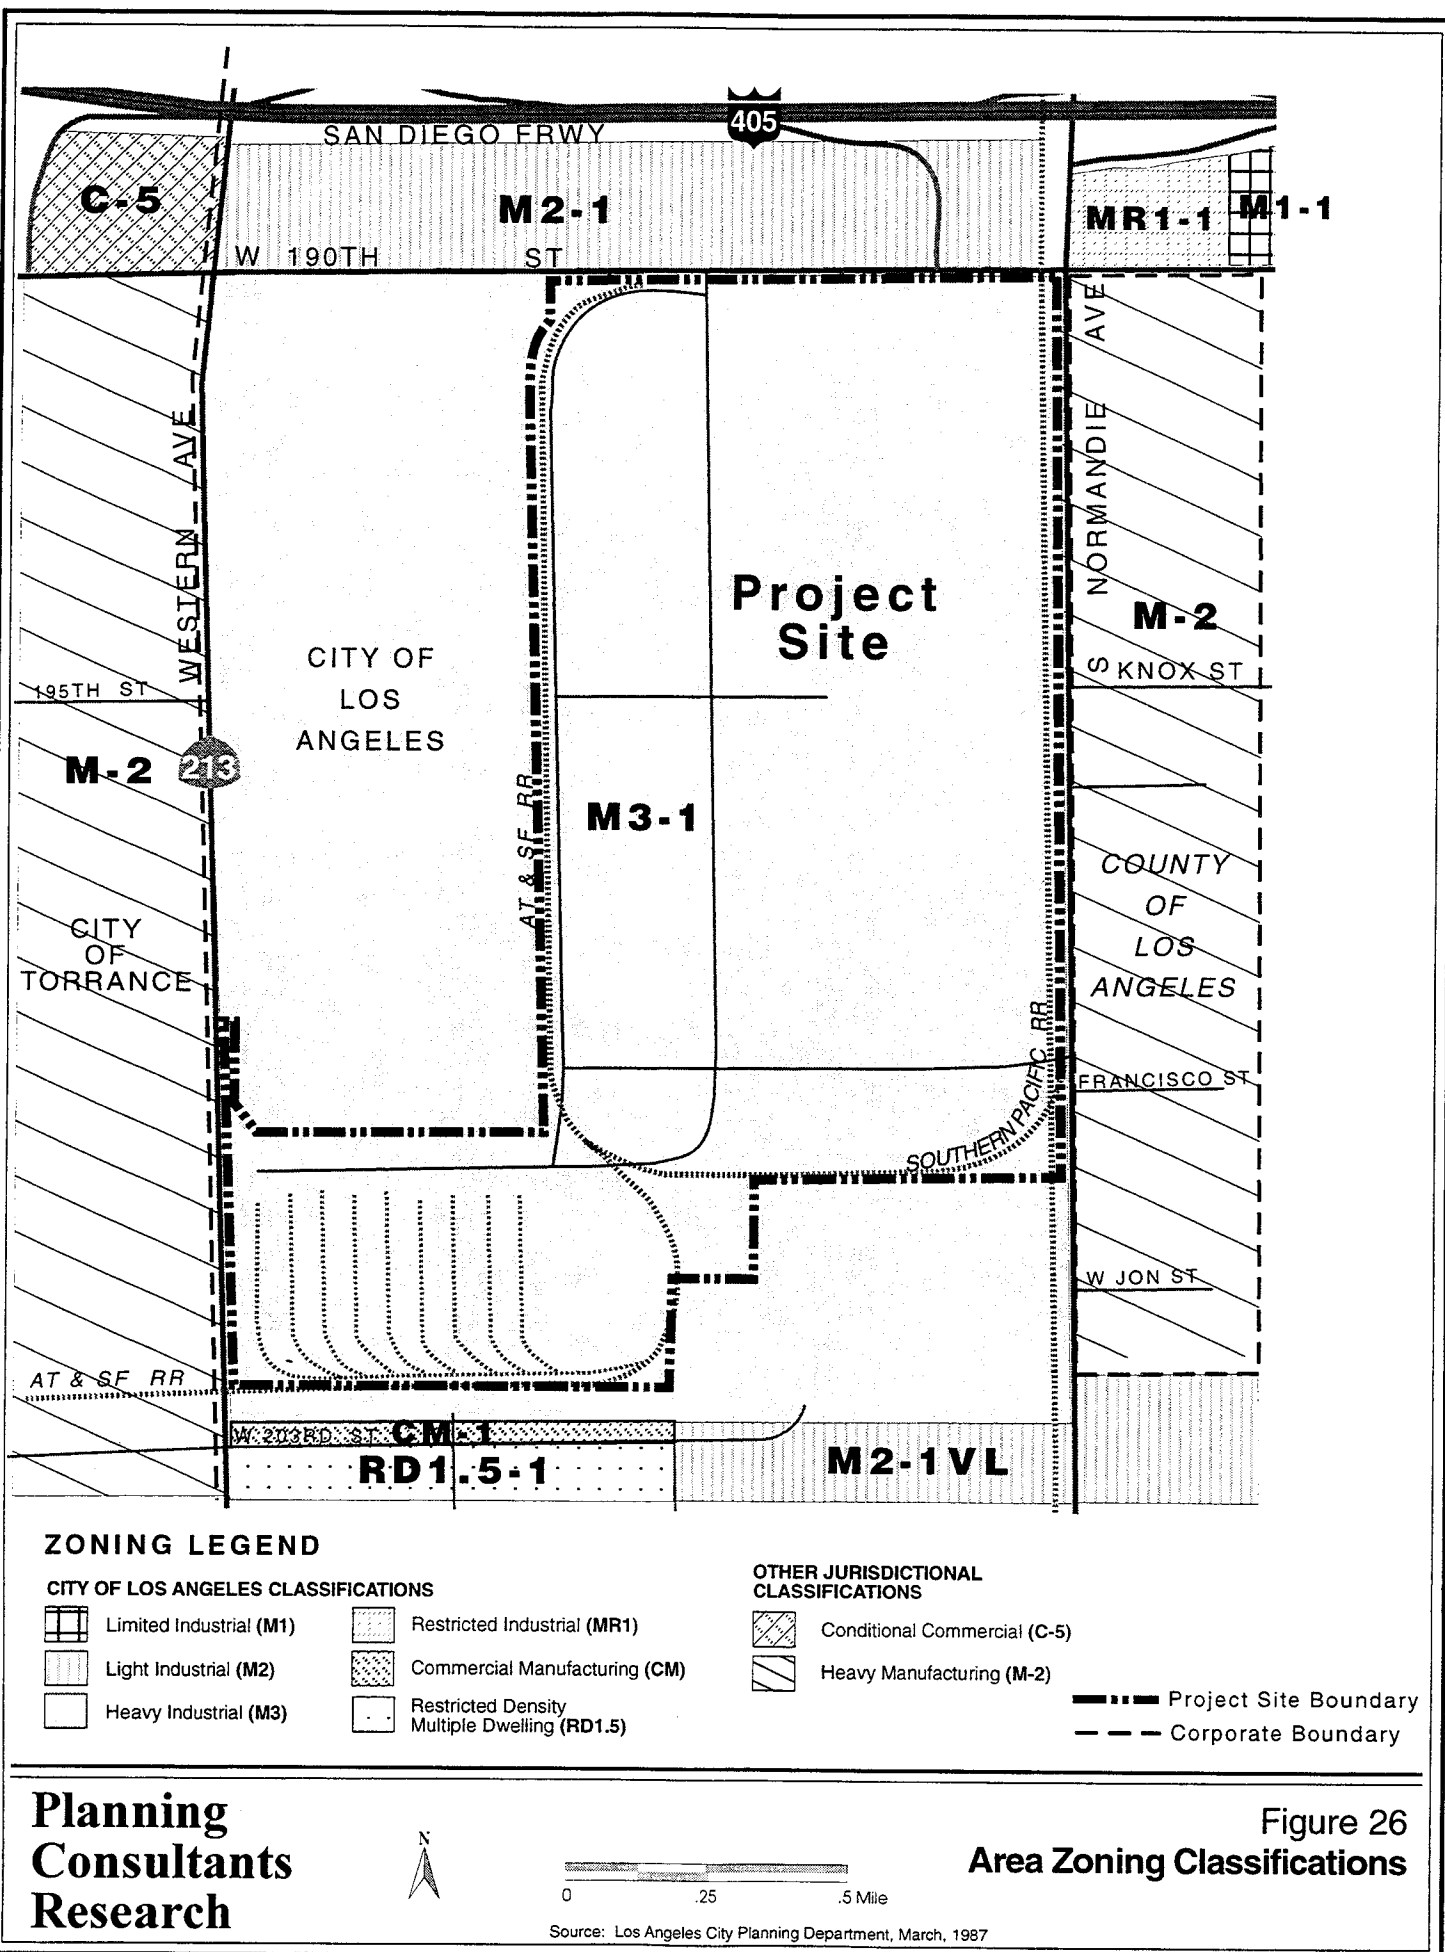 405
SAN DIEGO FRWY
C-5
M2-1
MR1-1
M1-1
W 190TH ST
WESTERN AVE
S NORMANDIE AVE
Project
Site
M-2
CITY OF
LOS
ANGELES
KNOX ST
195TH ST
M-2
213
AT & SF RR
M3-1
COUNTY
OF
LOS
ANGELES
CITY
OF
TORRANCE
SOUTHERN PACIFIC RR
FRANCISCO ST
W JON ST
AT & SF RR
W 203RD ST
CM-1
RD1.5-1
M2-1VL
ZONING LEGEND
CITY OF LOS ANGELES CLASSIFICATIONS
Limited Industrial (M1)
Light Industrial (M2)
Heavy Industrial (M3)
Restricted Industrial (MR1)
Commercial Manufacturing (CM)
Restricted Density
Multiple Dwelling (RD1.5)
OTHER JURISDICTIONAL
CLASSIFICATIONS
Conditional Commercial (C-5)
Heavy Manufacturing (M-2)
Project Site Boundary
Corporate Boundary
Planning
Consultants
Research
N
0 .25 .5 Mile
Source: Los Angeles City Planning Department, March, 1987
Figure 26
Area Zoning Classifications